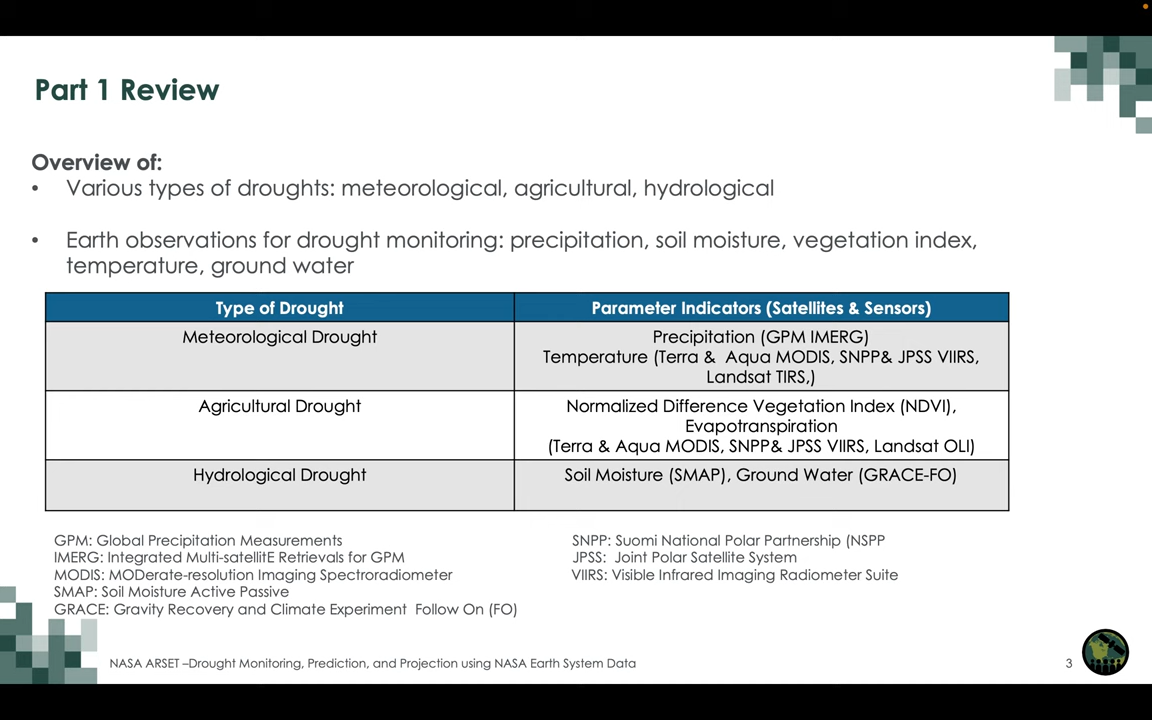 Part 1 Review
Overview of:
• Various types of droughts: meteorological, agricultural, hydrological
• Earth observations for drought monitoring: precipitation, soil moisture, vegetation index,
temperature, ground water
Type of Drought
Parameter Indicators (Satellites & Sensors)
Meteorological Drought
Precipitation (GPM IMERG)
Temperature (Terra & Aqua MODIS, SNPP& JPSS VIIRS,
Landsat TIRS,)
Agricultural Drought
Normalized Difference Vegetation Index (NDVI),
Evapotranspiration
(Terra & Aqua MODIS, SNPP& JPSS VIIRS, Landsat OLI)
Hydrological Drought
Soil Moisture (SMAP), Ground Water (GRACE-FO)
GPM: Global Precipitation Measurements
IMERG: Integrated Multi-satellitE Retrievals for GPM
MODIS: MODerate-resolution Imaging Spectroradiometer
SMAP: Soil Moisture Active Passive
GRACE: Gravity Recovery and Climate Experiment Follow On (FO)
SNPP: Suomi National Polar Partnership (NSPP
JPSS: Joint Polar Satellite System
VIIRS: Visible Infrared Imaging Radiometer Suite
NASA ARSET –Drought Monitoring, Prediction, and Projection using NASA Earth System Data
3